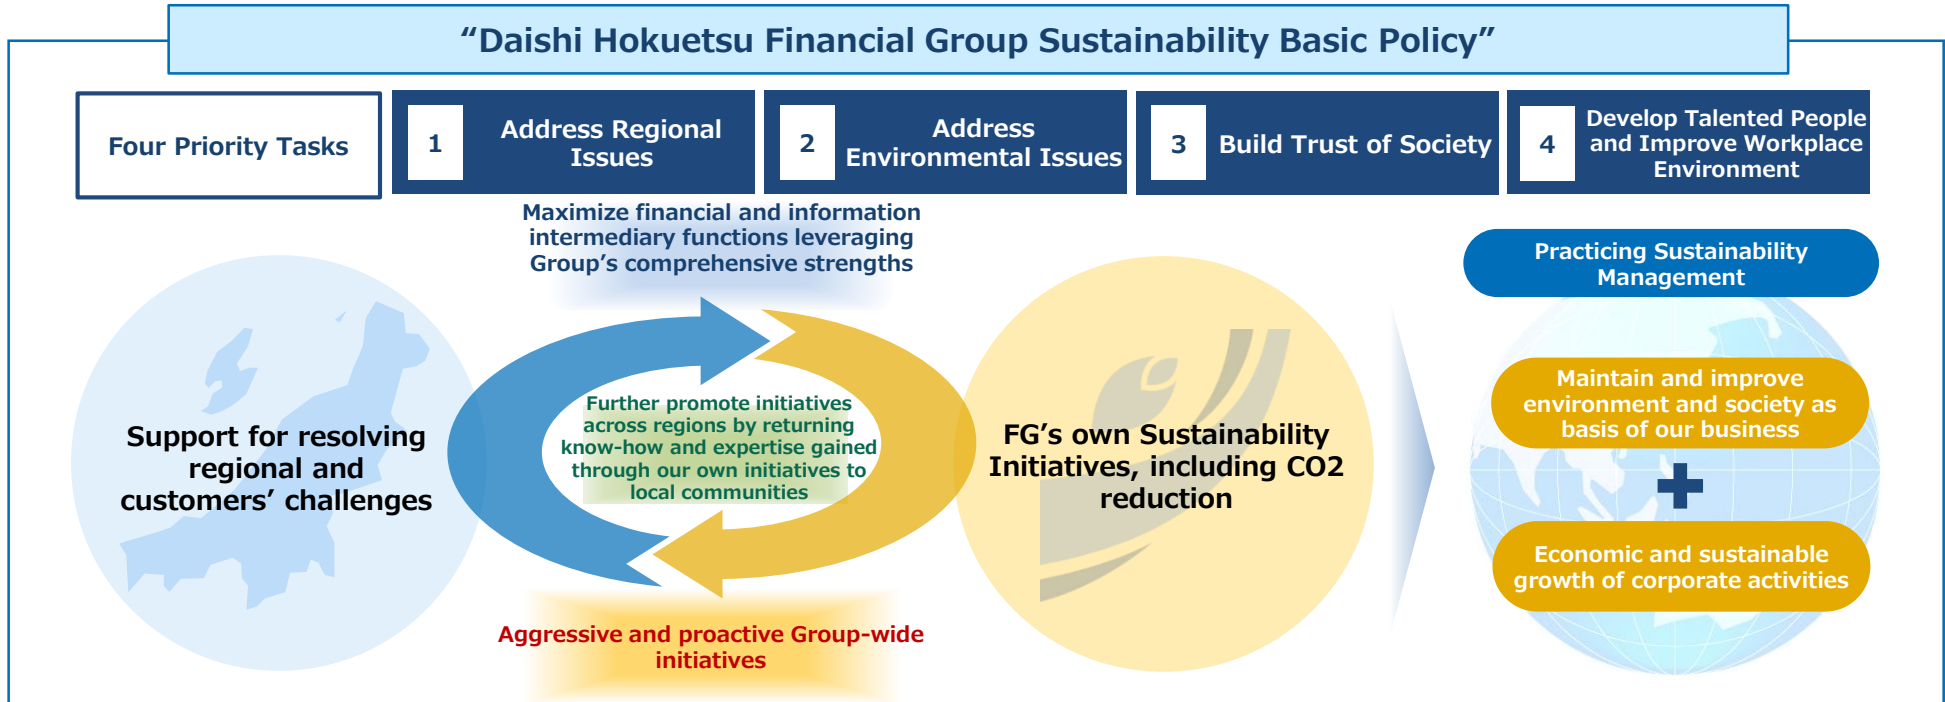 “Daishi Hokuetsu Financial Group Sustainability Basic Policy”
Four Priority Tasks
1
Address Regional
Issues
2
Address
Environmental Issues
3
Build Trust of Society
4
Develop Talented People
and Improve Workplace
Environment
Maximize financial and information
intermediary functions leveraging
Group’s comprehensive strengths
Support for resolving
regional and
customers’ challenges
Further promote initiatives
across regions by returning
know-how and expertise gained
through our own initiatives to
local communities
Aggressive and proactive Group-wide
initiatives
FG’s own Sustainability
Initiatives, including CO2
reduction
Practicing Sustainability
Management
Maintain and improve
environment and society as
basis of our business
Economic and sustainable
growth of corporate activities